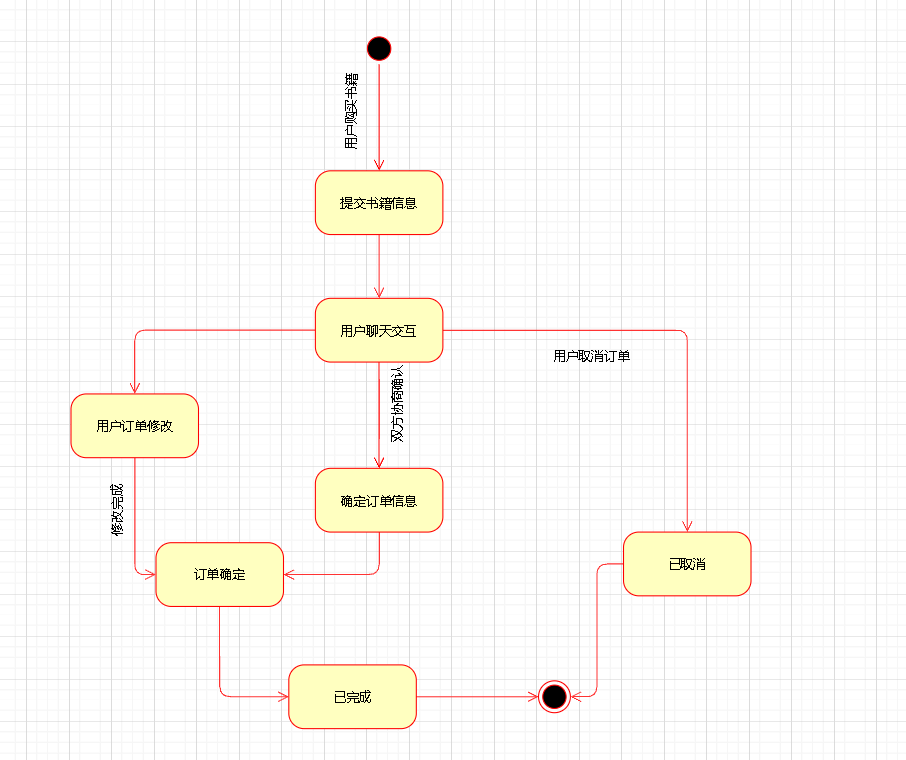 用户购买书籍
提交书籍信息
用户聊天交互
用户取消订单
双方协商确认
用户订单修改
修改完成
确定订单信息
已取消
订单确定
已完成